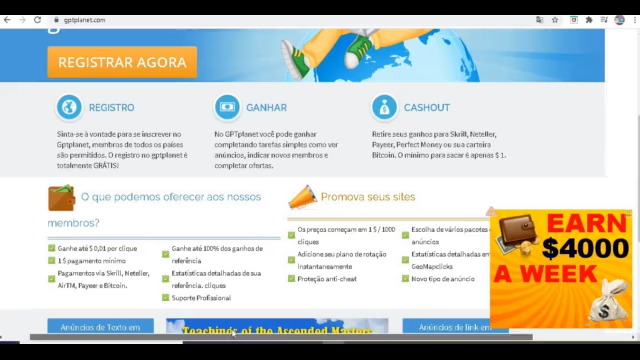 gptplanet.com
REGISTRAR AGORA
REGISTRO
Sinta-se à vontade para se inscrever no
Gptplanet, membros de todos os países
são permitidos. O registro no gptplanet é
totalmente GRÁTIS!
GANHAR
No GPTplanet você pode ganhar
completando tarefas simples como ver
anúncios, indicar novos membros e
completar ofertas.
CASHOUT
Retire seus ganhos para Skrill, Neteller,
Payeer, Perfect Money ou sua carteira
Bitcoin. O mínimo para sacar é apenas $ 1.
O que podemos oferecer aos nossos
membros?
Ganhe até $ 0,01 por clique
1 $ pagamento mínimo
Pagamentos via Skrill, Neteller,
AirTM, Payeer e Bitcoin.
Ganhe até 100% dos ganhos de
referência
Estatísticas detalhadas de sua
referência. cliques
Suporte Profissional
Promova seus sites
Os preços começam em 1 $ / 1000
cliques
Adicione seu plano de rotação
instantaneamente
Proteção anti-cheat
Escolha de vários pacotes
anúncios
Estatísticas detalhadas
GeoMapclicks
Novo tipo de anúncio
EARN
$4000
A WEEK
Anúncios de Texto em
Teachings of the Ascended Masters
Anúncios de link em